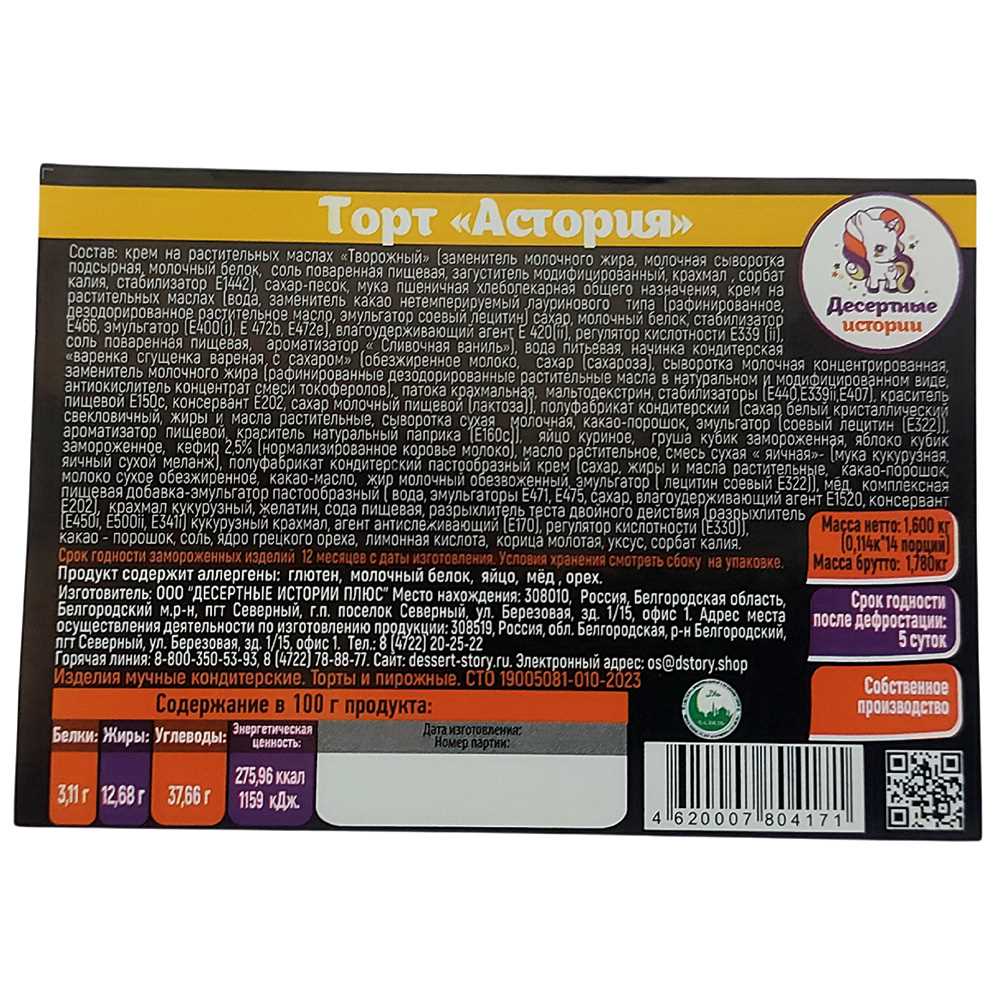 Торт «Астория»
Состав: крем на растительных маслах «Творожный» (заменитель молочного жира, молочная сыворотка
подсырная, молочный белок, соль поваренная пищевая, загуститель модифицированный, крахмал , сорбат
калия, стабилизатор Е1442), сахар-песок, мука пшеничная хлебопекарная общего назначения, крем на
растительных маслах (вода, заменитель какао нетемперируемый лауринового типа (рафинированное,
дезодорированное растительное масло, эмульгатор соевый лецитин) сахар, молочный белок, стабилизатор
Е466, эмульгатор (Е400(i), Е 472b, Е472е), влагоудерживающий агент Е 420(ii), регулятор кислотности Е339 (ii),
соль поваренная пищевая, ароматизатор « Сливочная ваниль»), вода питьевая, начинка кондитерская
«варенка сгущенка вареная, с сахаром» (обезжиренное молоко, сахар (сахароза), сыворотка молочная концентрированная,
заменитель молочного жира (рафинированные дезодорированные растительные масла в натуральном и модифицированном виде,
антиокислитель концентрат смеси токоферолов), патока крахмальная, мальтодекстрин, стабилизаторы (Е440,Е339ii,Е407), краситель
пищевой Е150с, консервант Е202, сахар молочный пищевой (лактоза)), полуфабрикат кондитерский (сахар белый кристаллический
свекловичный, жиры и масла растительные, сыворотка сухая молочная, какао-порошок, эмульгатор (соевый лецитин (Е322)),
ароматизатор пищевой, краситель натуральный паприка (Е160с)), яйцо куриное, груша кубик замороженная, яблоко кубик
замороженное, кефир 2,5% (нормализированное коровье молоко), масло растительное, смесь сухая « яичная»- (мука кукурузная,
яичный сухой меланж), полуфабрикат кондитерский пастообразный крем (сахар, жиры и масла растительные, какао-порошок,
молоко сухое обезжиренное, какао-масло, жир молочный обезвоженный, эмульгатор ( лецитин соевый Е322)), мёд, комплексная
пищевая добавка-эмульгатор пастообразный ( вода, эмульгаторы Е471, Е475, сахар, влагоудерживающий агент Е1520, консервант
Е202), крахмал кукурузный, желатин, сода пищевая, разрыхлитель теста двойного действия (разрыхлитель
(Е450i, Е500ii, Е341i) кукурузный крахмал, агент антислеживающий (Е170), регулятор кислотности (Е330)),
какао - порошок, соль, ядро грецкого ореха, лимонная кислота, корица молотая, уксус, сорбат калия.
Срок годности замороженных изделий 12 месяцев с даты изготовления. Условия хранения смотреть сбоку на упаковке.
Продукт содержит аллергены: глютен, молочный белок, яйцо, мёд , орех.
Изготовитель: ООО "ДЕСЕРТНЫЕ ИСТОРИИ ПЛЮС" Место нахождения: 308010, Россия, Белгородская область,
Белгородский м.р-н, пгт Северный, г.п. поселок Северный, ул. Березовая, зд. 1/15, офис 1. Адрес места
осуществления деятельности по изготовлению продукции: 308519, Россия, обл. Белгородская, р-н Белгородский,
пгт Северный, ул. Березовая, зд. 1/15, офис 1. Тел.: 8 (4722) 20-25-22
Горячая линия: 8-800-350-53-93, 8 (4722) 78-88-77. Сайт: dessert-story.ru. Электронный адрес: os@dstory.shop
Изделия мучные кондитерские. Торты и пирожные. СТО 19005081-010-2023
Десертные
истории
Масса нетто: 1,600 кг
(0,114к*14 порций)
Масса брутто: 1,780кг
Срок годности
после дефростации:
5 суток
Собственное
производство
Содержание в 100 г продукта:
Белки: Жиры: Углеводы: Энергетическая
ценность:
3,11 г 12,68 г 37,66 г 275,96 ккал
1159 кДж.
Дата изготовления:
Номер партии:
4 620007 804171